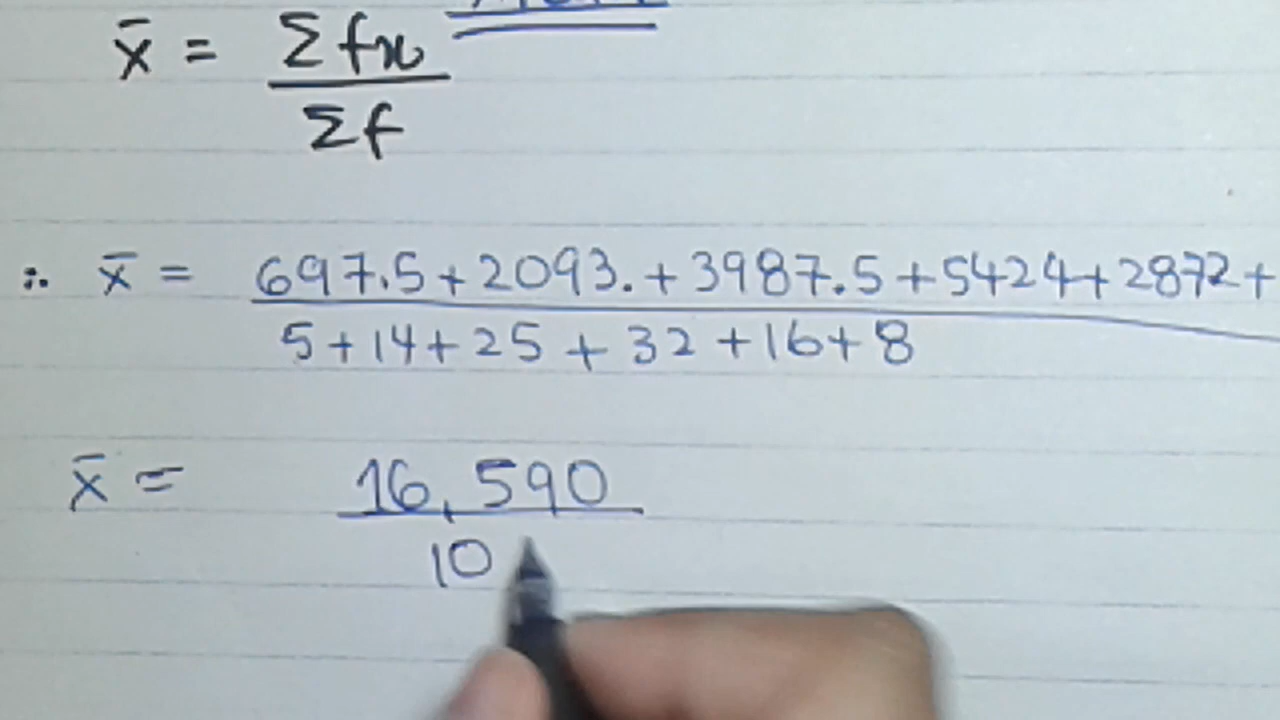 x̄ = Σfx / Σf
∴ x̄ = 697.5+2093.+3987.5+5424+2872+ / 5+14+25+32+16+8
x̄ = 16,590 / 10